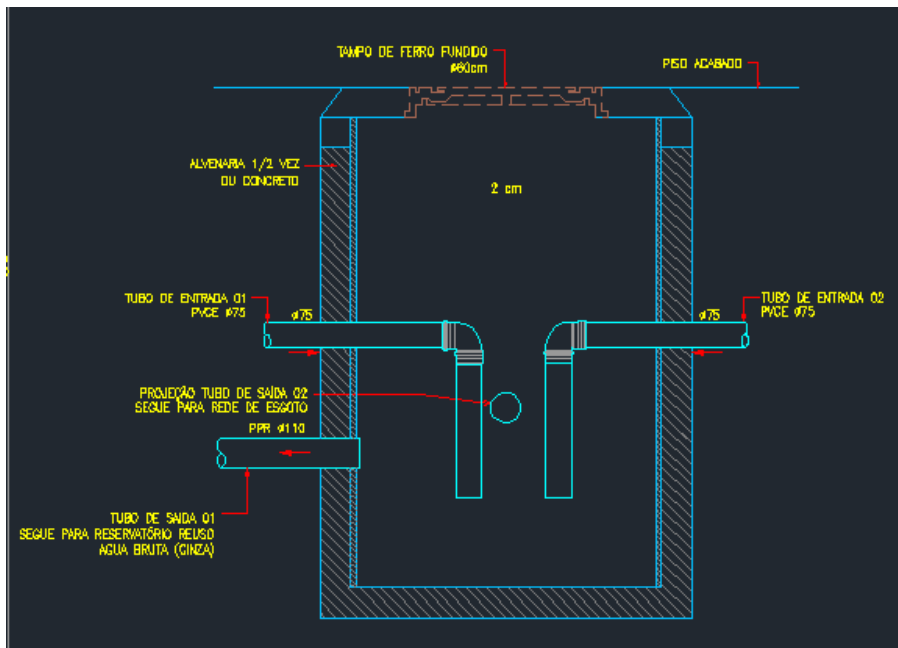 TAMPO DE FERRO FUNDIDO
ø60cm
PISO ACABADO
ALVENARIA 1/2 VEZ
OU CONCRETO
2 cm
TUBO DE ENTRADA 01
PVCE ø75
ø75
ø75
TUBO DE ENTRADA 02
PVCE ø75
PROJEÇÃO TUBO DE SAÍDA 02
SEGUE PARA REDE DE ESGOTO
PPR ø110
TUBO DE SAIDA 01
SEGUE PARA RESERVATÓRIO REUSO
AGUA BRUTA (CINZA)